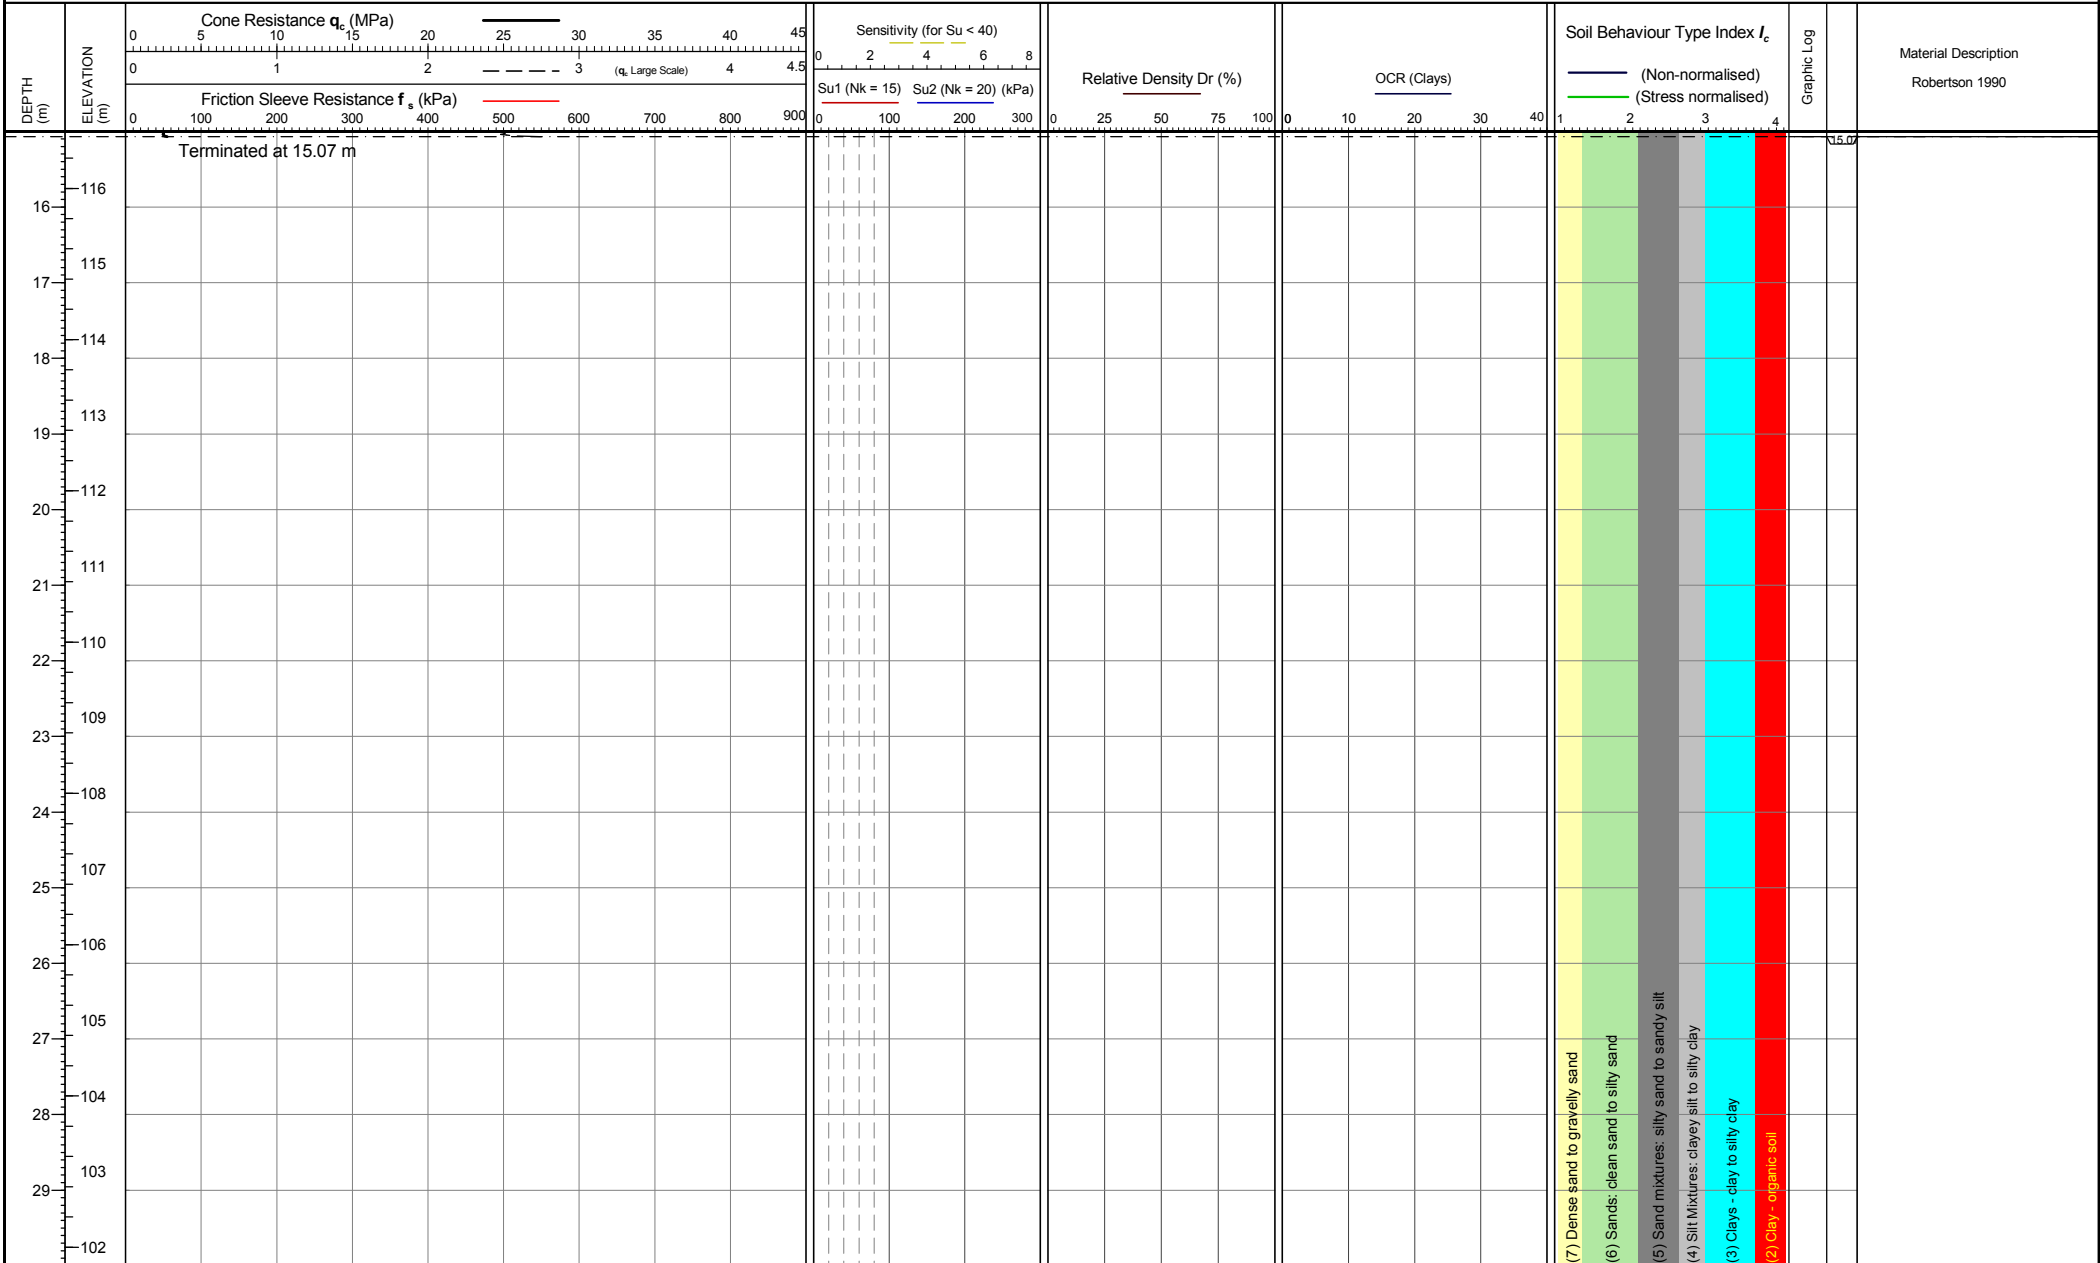 DEPTH (m)
ELEVATION (m)
Cone Resistance qc (MPa)
0 5 10 15 20 25 30 35 40 45
0 1 2 3 (qc Large Scale) 4 4.5
Friction Sleeve Resistance f s (kPa)
0 100 200 300 400 500 600 700 800 900
Sensitivity (for Su < 40)
0 2 4 6 8
Su1 (Nk = 15) Su2 (Nk = 20) (kPa)
0 100 200 300
Relative Density Dr (%)
0 25 50 75 100
OCR (Clays)
0 10 20 30 40
Soil Behaviour Type Index Ic
(Non-normalised)
(Stress normalised)
1 2 3 4
Graphic Log
Material Description
Robertson 1990
Terminated at 15.07 m
116
16
115
17
114
18
113
19
112
20
111
21
110
22
109
23
108
24
107
25
106
26
105
27
104
28
103
29
102
(7) Dense sand to gravelly sand
(6) Sands: clean sand to silty sand
(5) Sand mixtures: silty sand to sandy silt
(4) Silt Mixtures: clayey silt to silty clay
(3) Clays - clay to silty clay
(2) Clay - organic soil